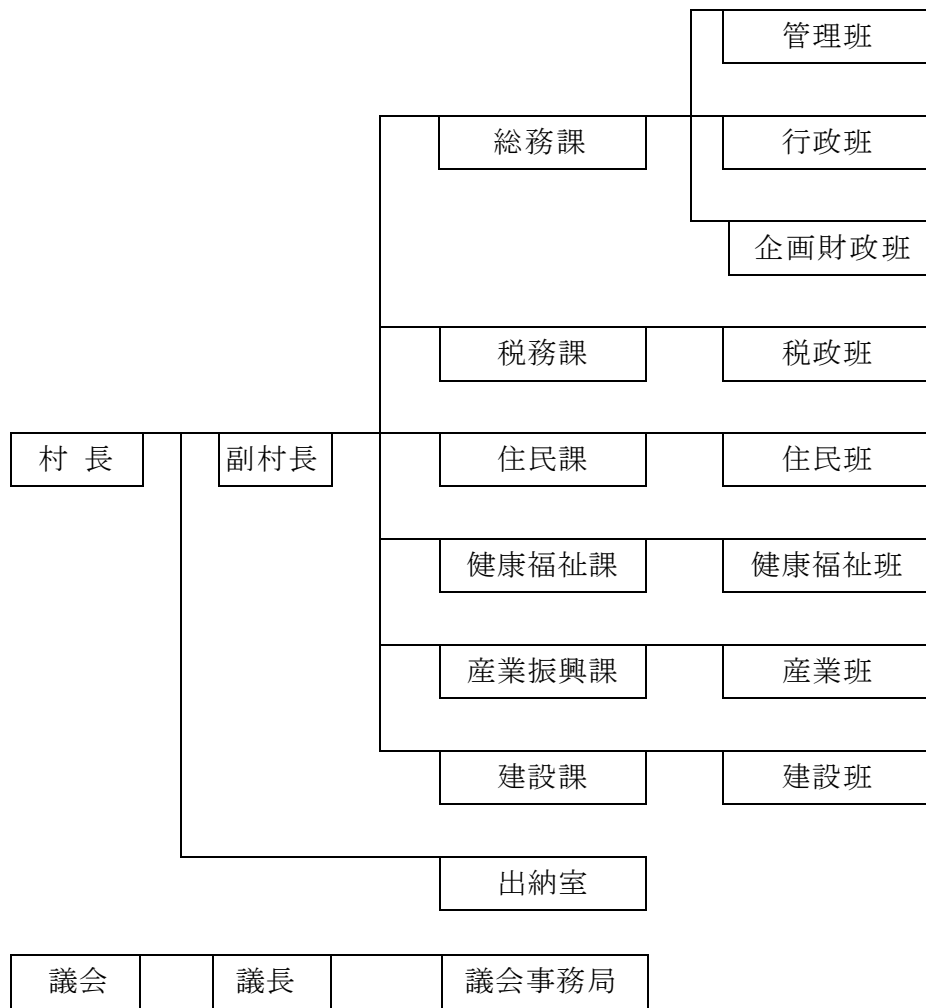 管理班
総務課 行政班
企画財政班
税務課 税政班
村 長 副村長 住民課 住民班
健康福祉課 健康福祉班
産業振興課 産業班
建設課 建設班
出納室
議会 議長 議会事務局